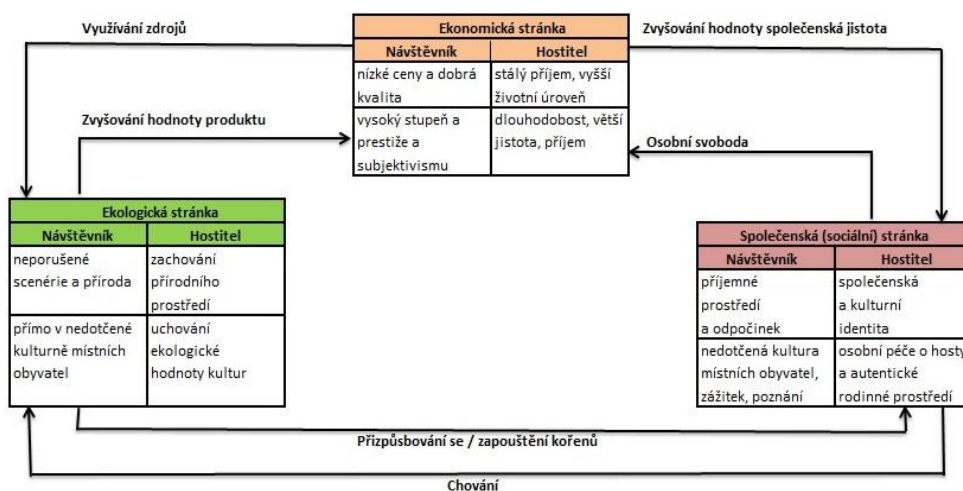 Ekonomická stránka
Využívání zdrojů
Zvyšování hodnoty společenská jistota
Návštěvník Hostitel
nízké ceny a dobrá stálý příjem, vyšší
kvalita životní úroveň
vysoký stupeň a dlouhodobost, větší
prestiže a jistota, příjem
subjektivismu
Zvyšování hodnoty produktu
Osobní svoboda
Ekologická stránka
Návštěvník Hostitel
neporušené zachování
scenérie a příroda přírodního
prostředí
přímo v nedotčené uchování
kulturně místních ekologické
obyvatel hodnoty kultur
Společenská (sociální) stránka
Návštěvník Hostitel
příjemné společenská
prostředí a kulturní
a odpočinek identita
nedotčená kultura osobní péče o hosty
místních obyvatel, a autentické
zážitek, poznání rodinné prostředí
Přizpůsbování se / zapouštění kořenů
Chování